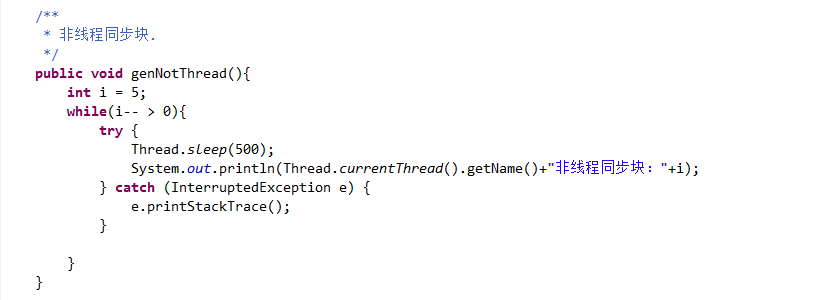 /**
 * 非线程同步块.
 */
public void genNotThread(){
    int i = 5;
    while(i-- > 0){
        try {
            Thread.sleep(500);
            System.out.println(Thread.currentThread().getName()+"非线程同步块："+i);
        } catch (InterruptedException e) {
            e.printStackTrace();
        }
    }
}